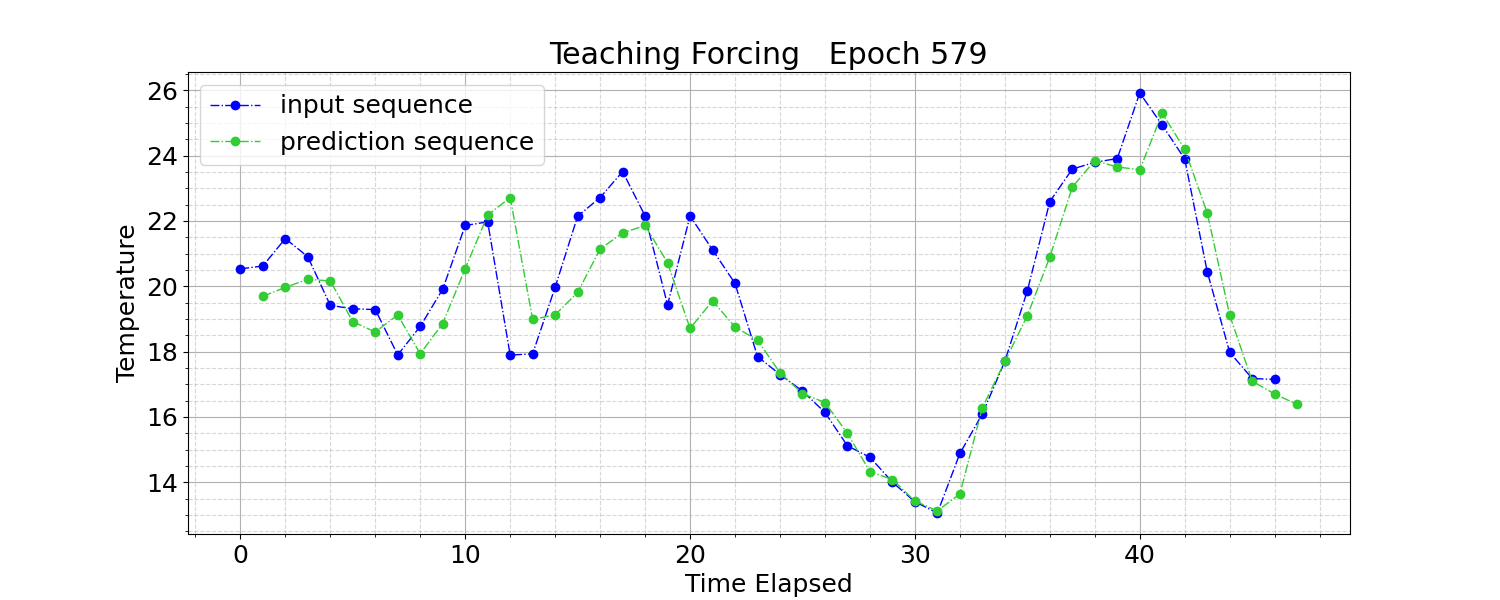 Teaching Forcing   Epoch 579
input sequence
prediction sequence
Temperature
26
24
22
20
18
16
14
0 10 20 30 40
Time Elapsed